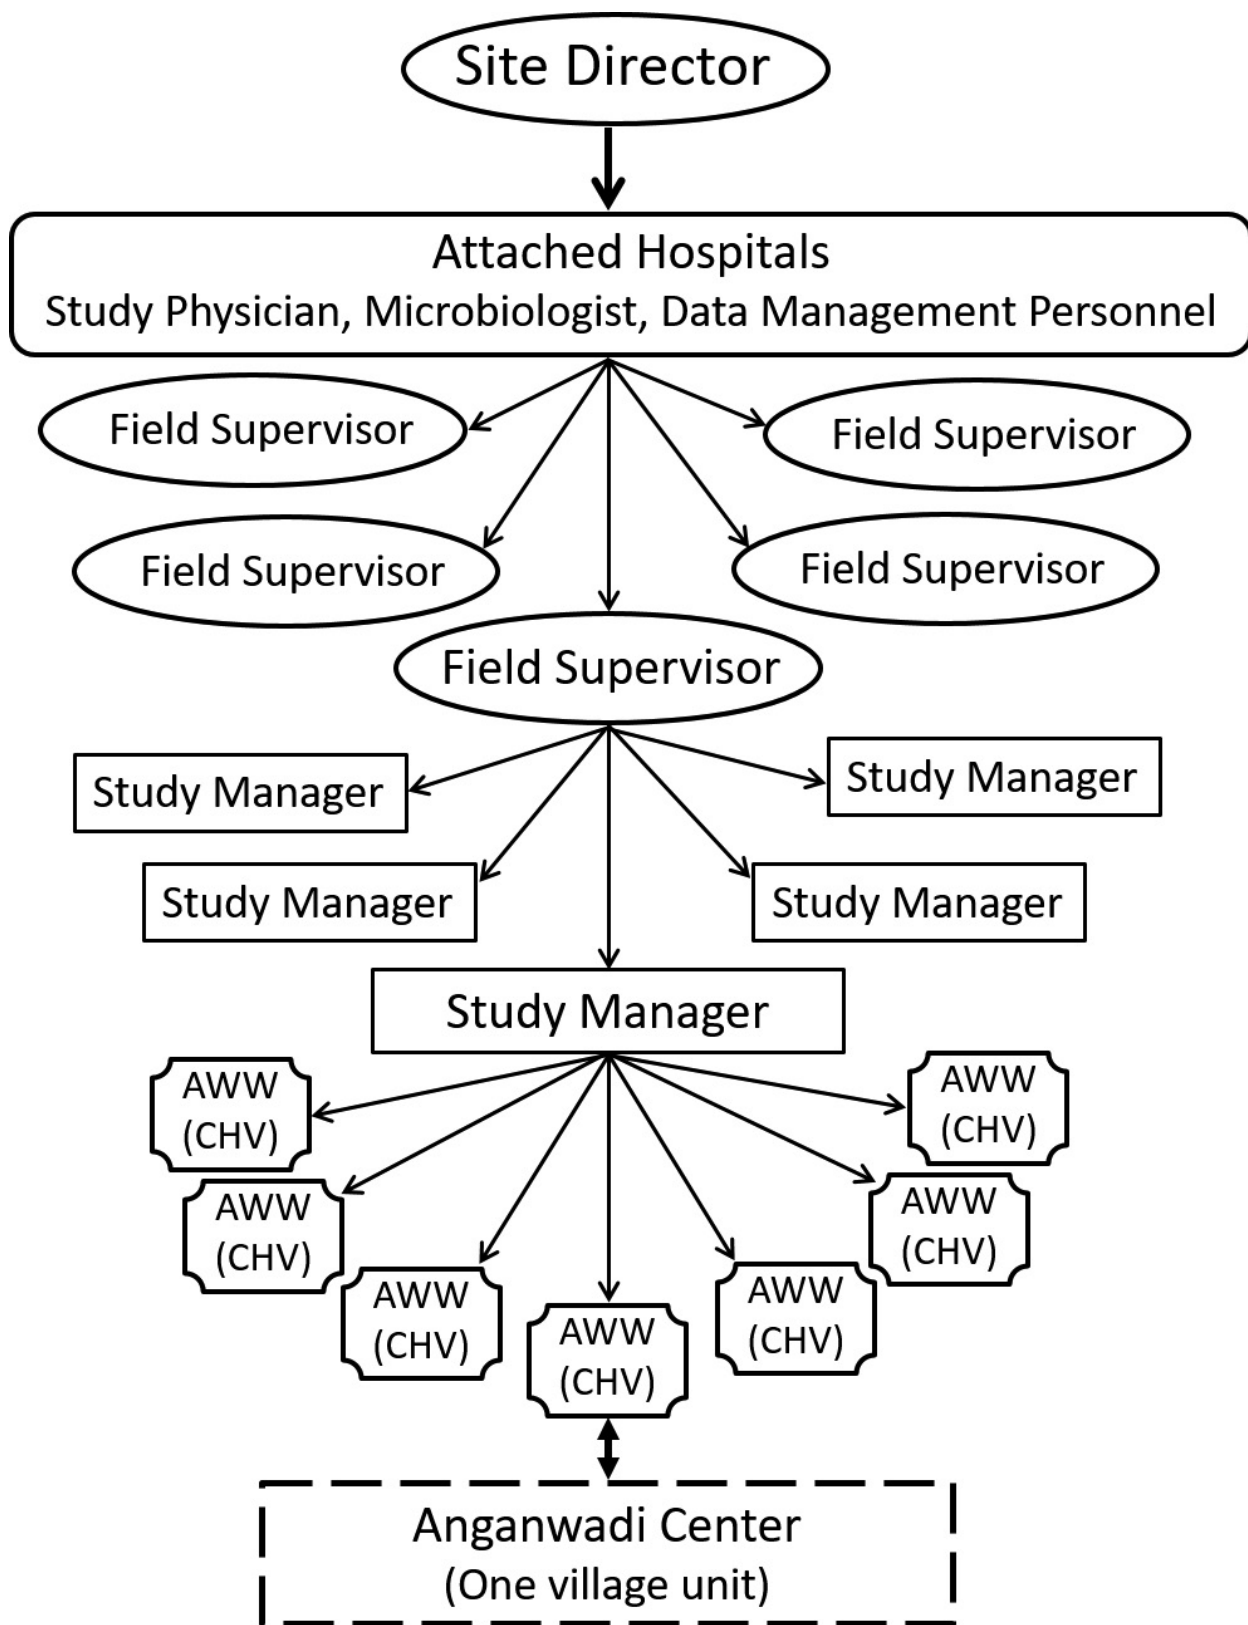 Site Director
Attached Hospitals
Study Physician, Microbiologist, Data Management Personnel
Field Supervisor
Field Supervisor
Field Supervisor
Field Supervisor
Field Supervisor
Study Manager
Study Manager
Study Manager
Study Manager
Study Manager
AWW
(CHV)
AWW
(CHV)
AWW
(CHV)
AWW
(CHV)
AWW
(CHV)
AWW
(CHV)
AWW
(CHV)
Anganwadi Center
(One village unit)